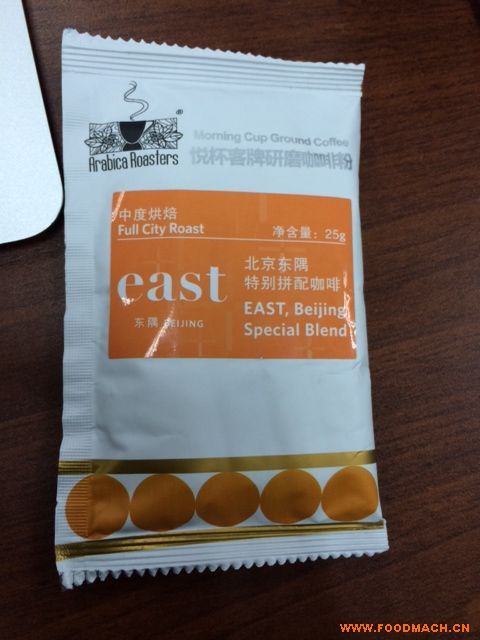 ®
Arabica Roasters
Morning Cup Ground Coffee
悦杯客牌研磨咖啡粉
中度烘焙
Full City Roast
净含量：25g
east
东隅 BEIJING
北京东隅
特别拼配咖啡
EAST, Beijing
Special Blend
WWW.FOODMACH.CN